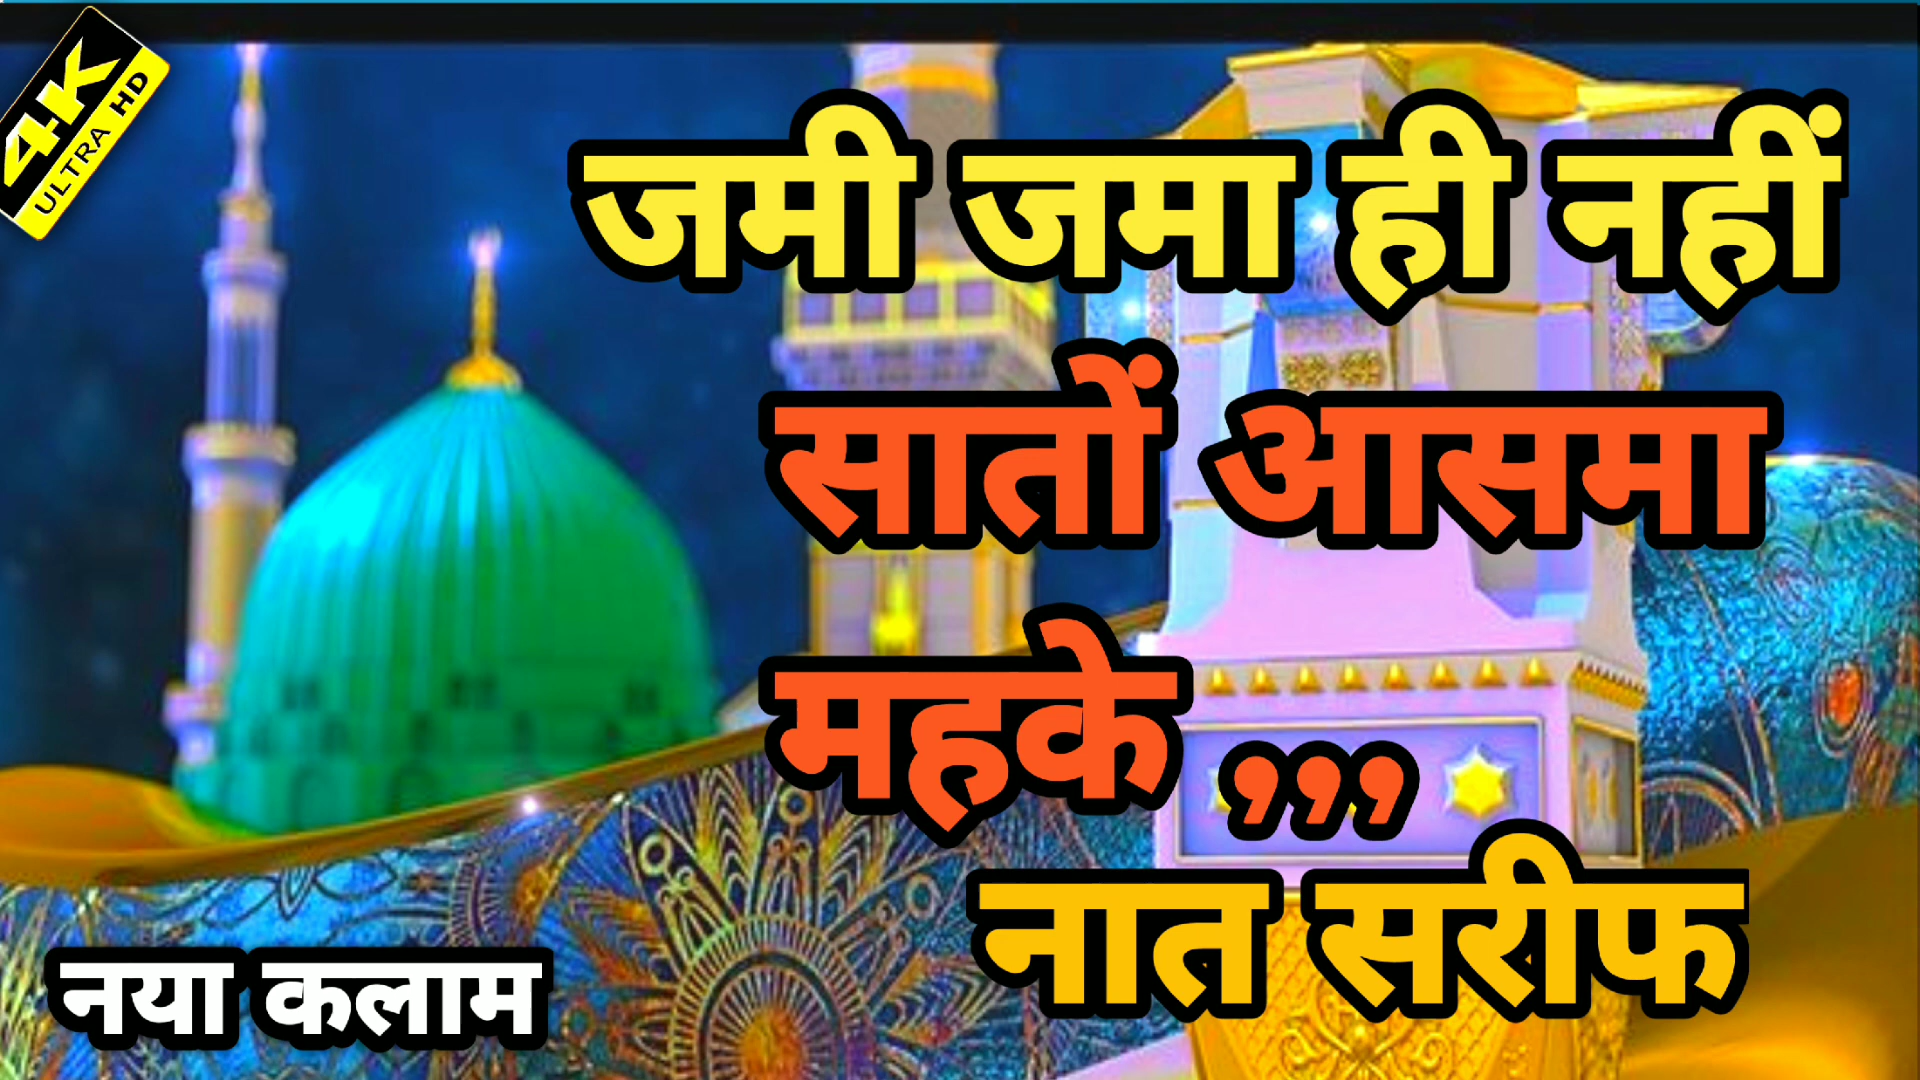 4K
ULTRA HD
जमी जमा ही नहीं
सातों आसमा
महके ,,,
नात सरीफ
नया कलाम